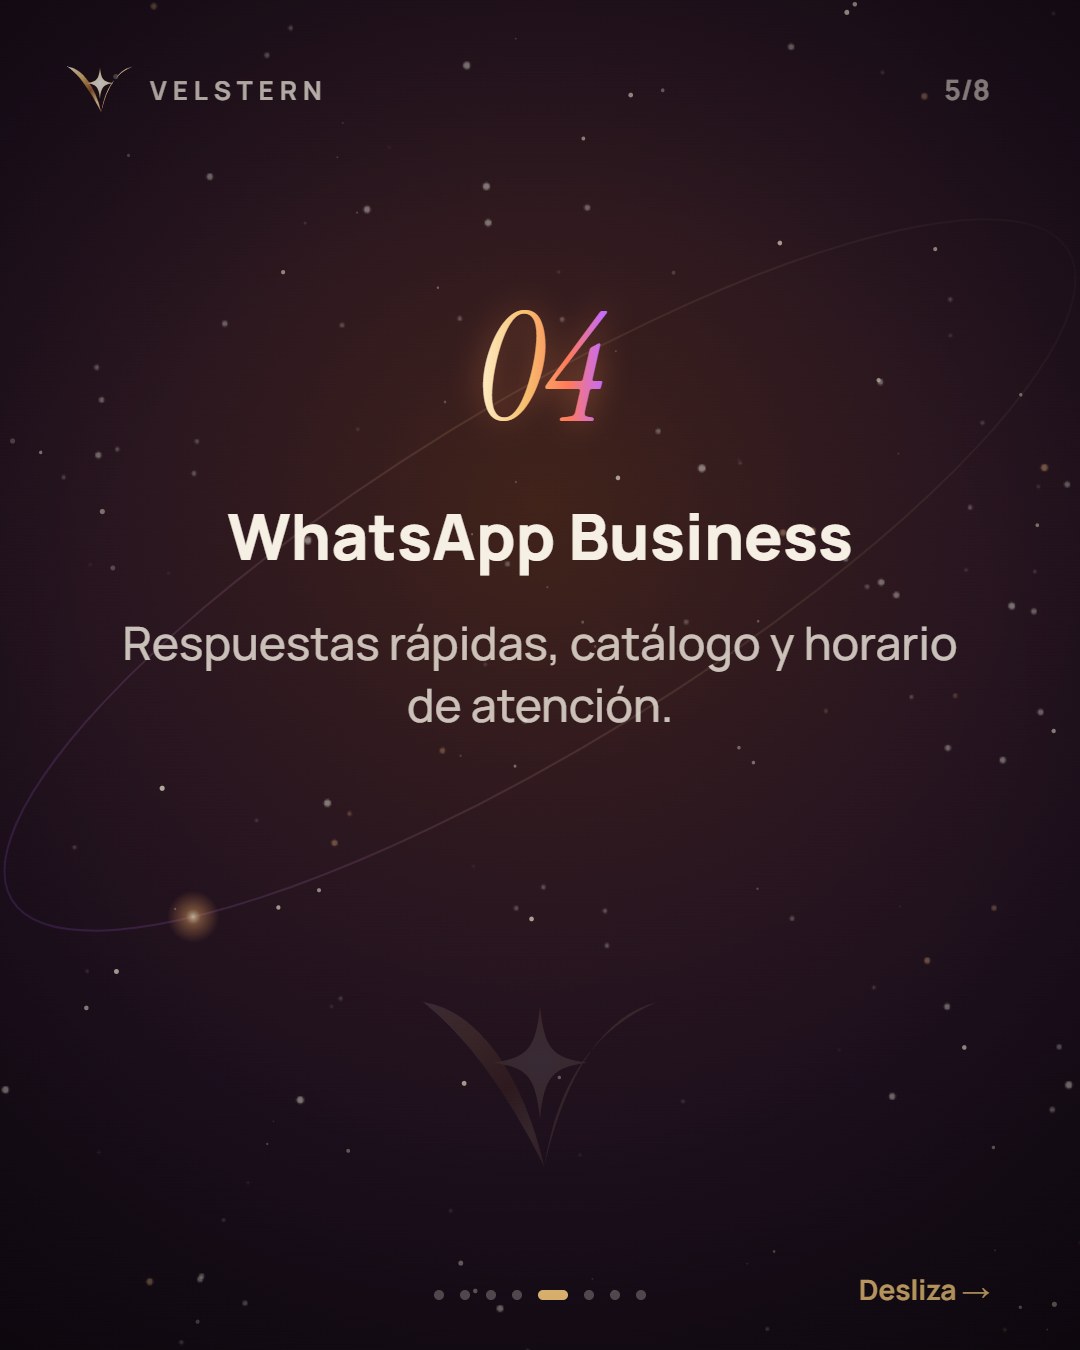 VELSTERN
5/8
04
WhatsApp Business
Respuestas rápidas, catálogo y horario
de atención.
Desliza →